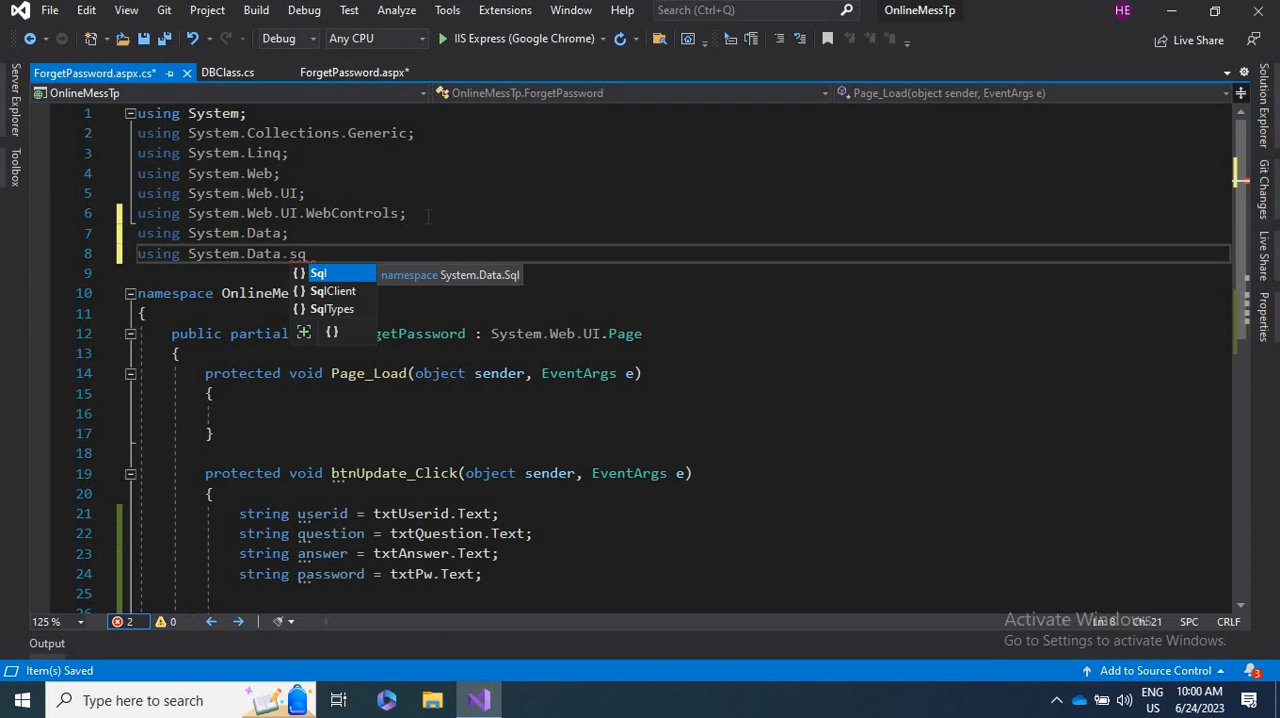 File Edit View Git Project Build Debug Test Analyze Tools Extensions Window Help Search (Ctrl+Q) OnlineMessTp HE
Debug Any CPU IIS Express (Google Chrome) Live Share
ForgetPassword.aspx.cs* DBClass.cs ForgetPassword.aspx*
OnlineMessTp OnlineMessTp.ForgetPassword Page_Load(object sender, EventArgs e)
Server Explorer
Toolbox
Solution Explorer
Git Changes
Properties
1 using System;
2 using System.Collections.Generic;
3 using System.Linq;
4 using System.Web;
5 using System.Web.UI;
6 using System.Web.UI.WebControls;
7 using System.Data;
8 using System.Data.sq
Sql namespace System.Data.Sql
SqlClient
SqlTypes
9
10 namespace OnlineMe
11 {
12 public partial getPassword : System.Web.UI.Page
13 {
14 protected void Page_Load(object sender, EventArgs e)
15 {
16
17 }
18
19 protected void btnUpdate_Click(object sender, EventArgs e)
20 {
21 string userid = txtUserid.Text;
22 string question = txtQuestion.Text;
23 string answer = txtAnswer.Text;
24 string password = txtPw.Text;
25
26
125 % 2 0 Ln: 8 Ch: 21 SPC CRLF
Activate Windows
Go to Settings to activate Windows.
Output
Item(s) Saved Add to Source Control 3
Type here to search
ENG US
10:00 AM
6/24/2023